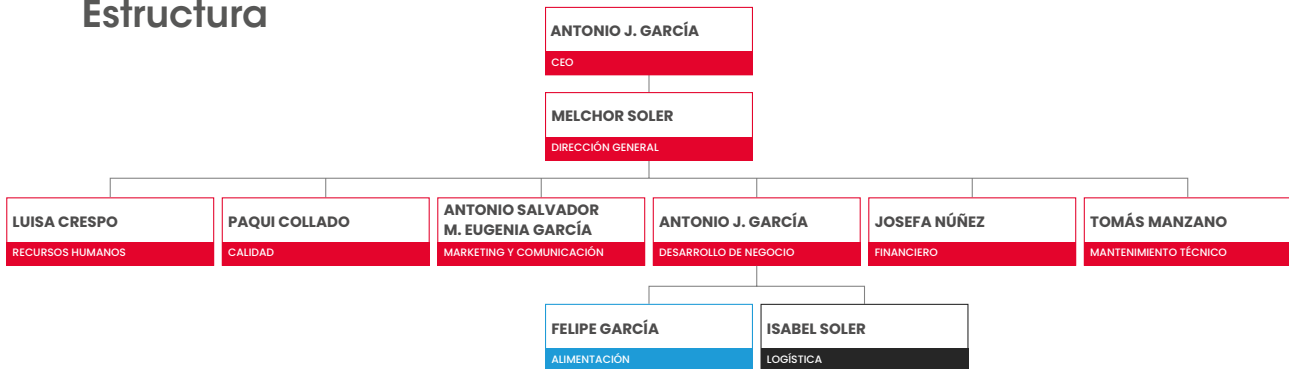 Estructura
ANTONIO J. GARCÍA
CEO
MELCHOR SOLER
DIRECCIÓN GENERAL
LUISA CRESPO
RECURSOS HUMANOS
PAQUI COLLADO
CALIDAD
ANTONIO SALVADOR
M. EUGENIA GARCÍA
MARKETING Y COMUNICACIÓN
ANTONIO J. GARCÍA
DESARROLLO DE NEGOCIO
JOSEFA NÚÑEZ
FINANCIERO
TOMÁS MANZANO
MANTENIMIENTO TÉCNICO
FELIPE GARCÍA
ALIMENTACIÓN
ISABEL SOLER
LOGÍSTICA